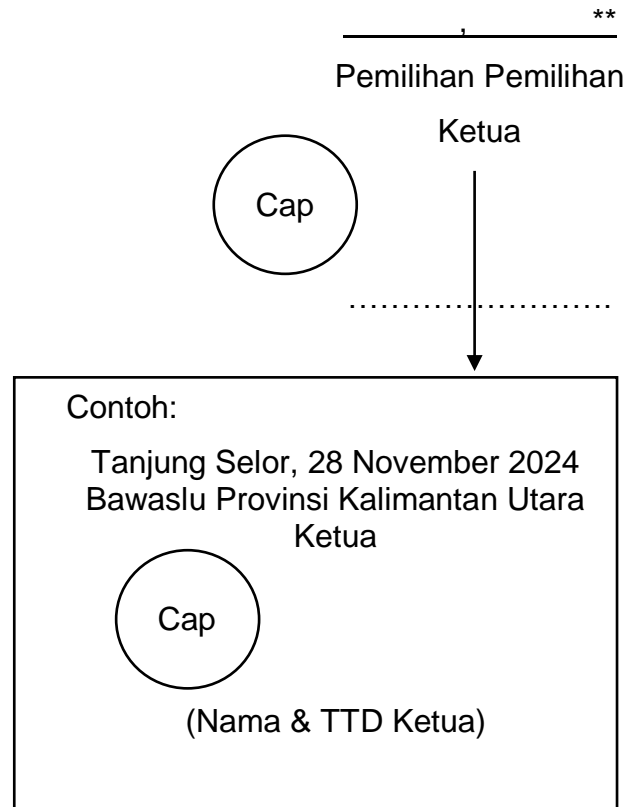 , **
Pemilihan Pemilihan
Ketua
Cap
.........................
Contoh:
Tanjung Selor, 28 November 2024
Bawaslu Provinsi Kalimantan Utara
Ketua
Cap
(Nama & TTD Ketua)